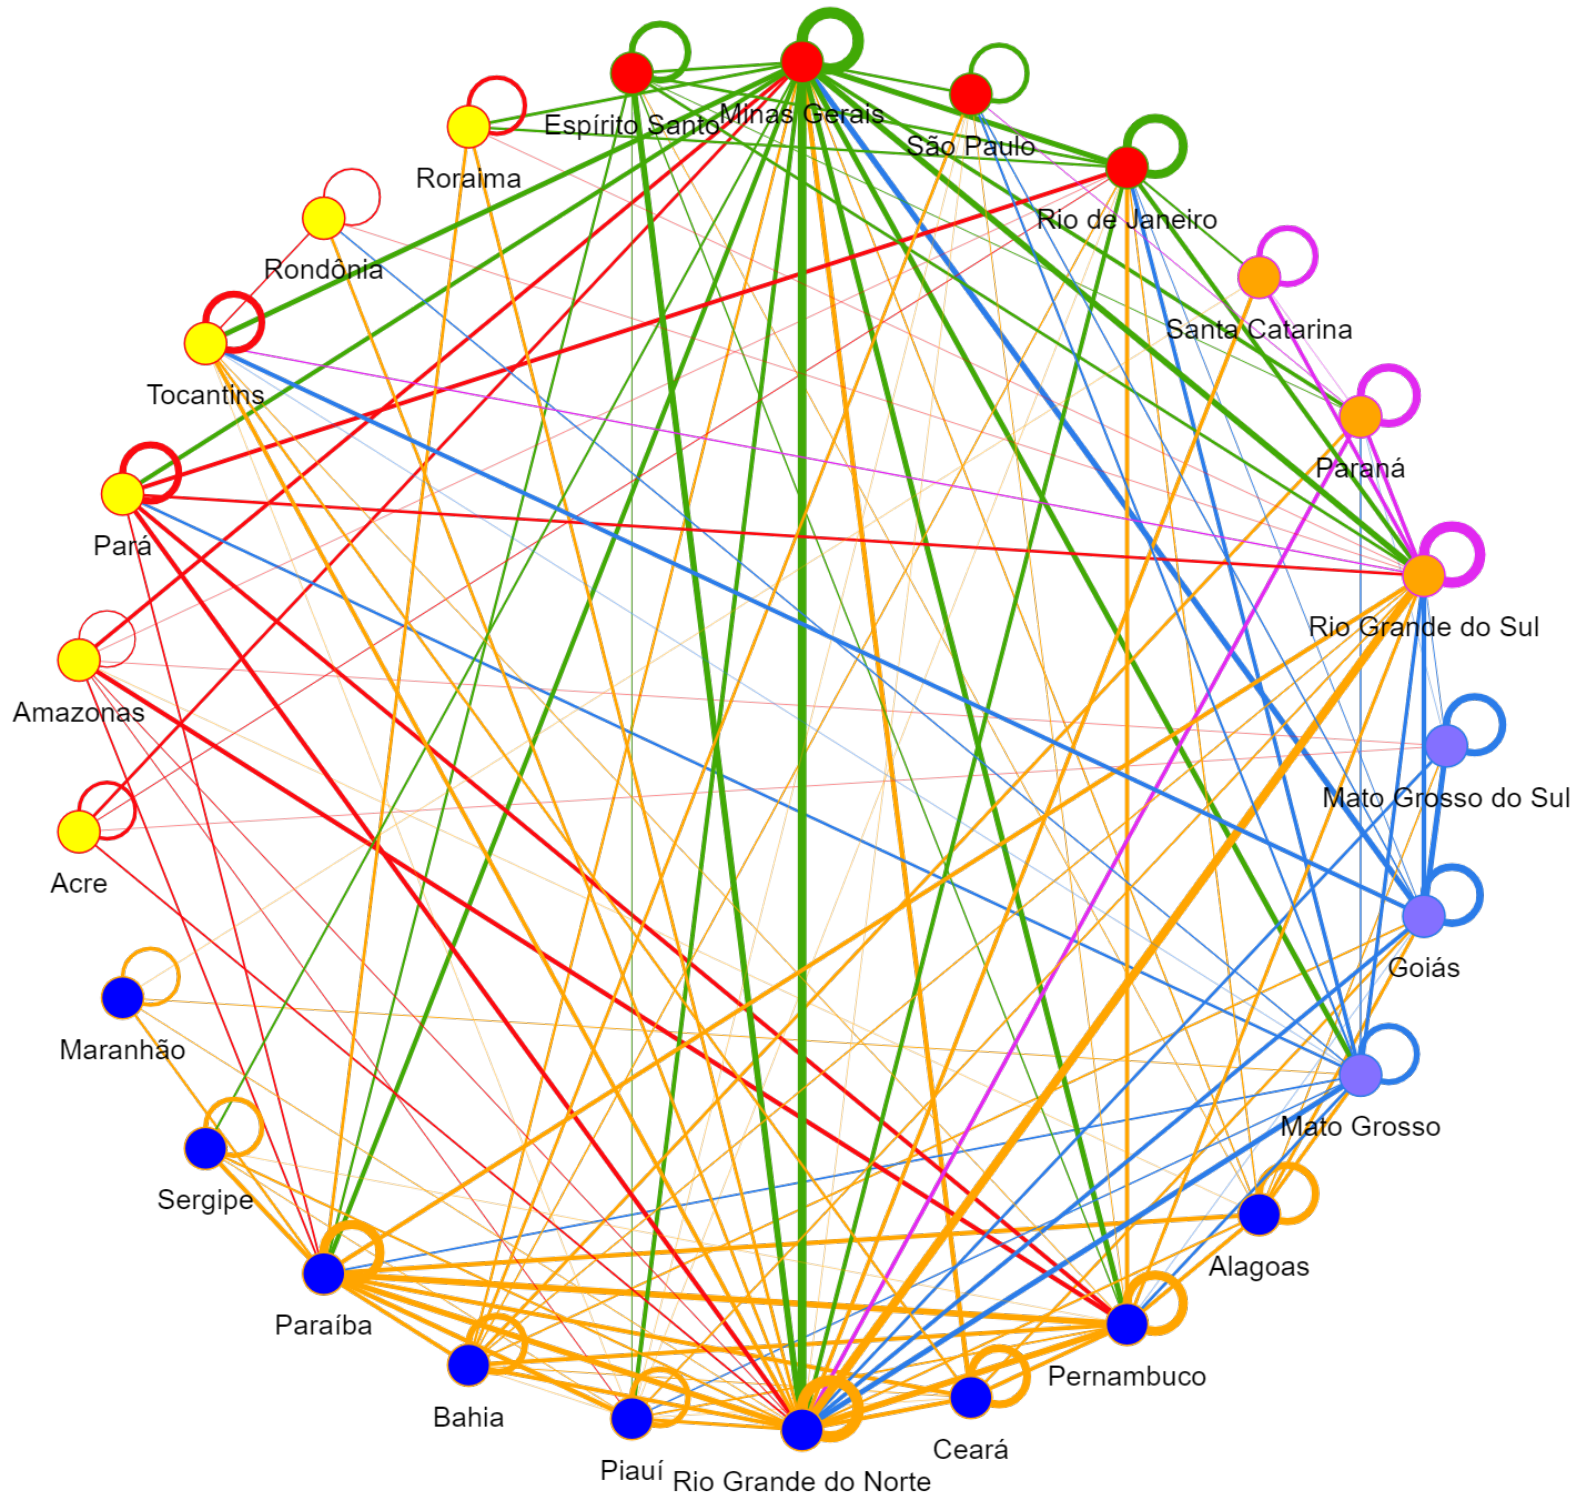 Minas Gerais
Espírito Santo
São Paulo
Roraima
Rio de Janeiro
Rondônia
Santa Catarina
Tocantins
Paraná
Pará
Rio Grande do Sul
Amazonas
Mato Grosso do Sul
Acre
Goiás
Maranhão
Mato Grosso
Sergipe
Alagoas
Paraíba
Pernambuco
Bahia
Ceará
Piauí
Rio Grande do Norte